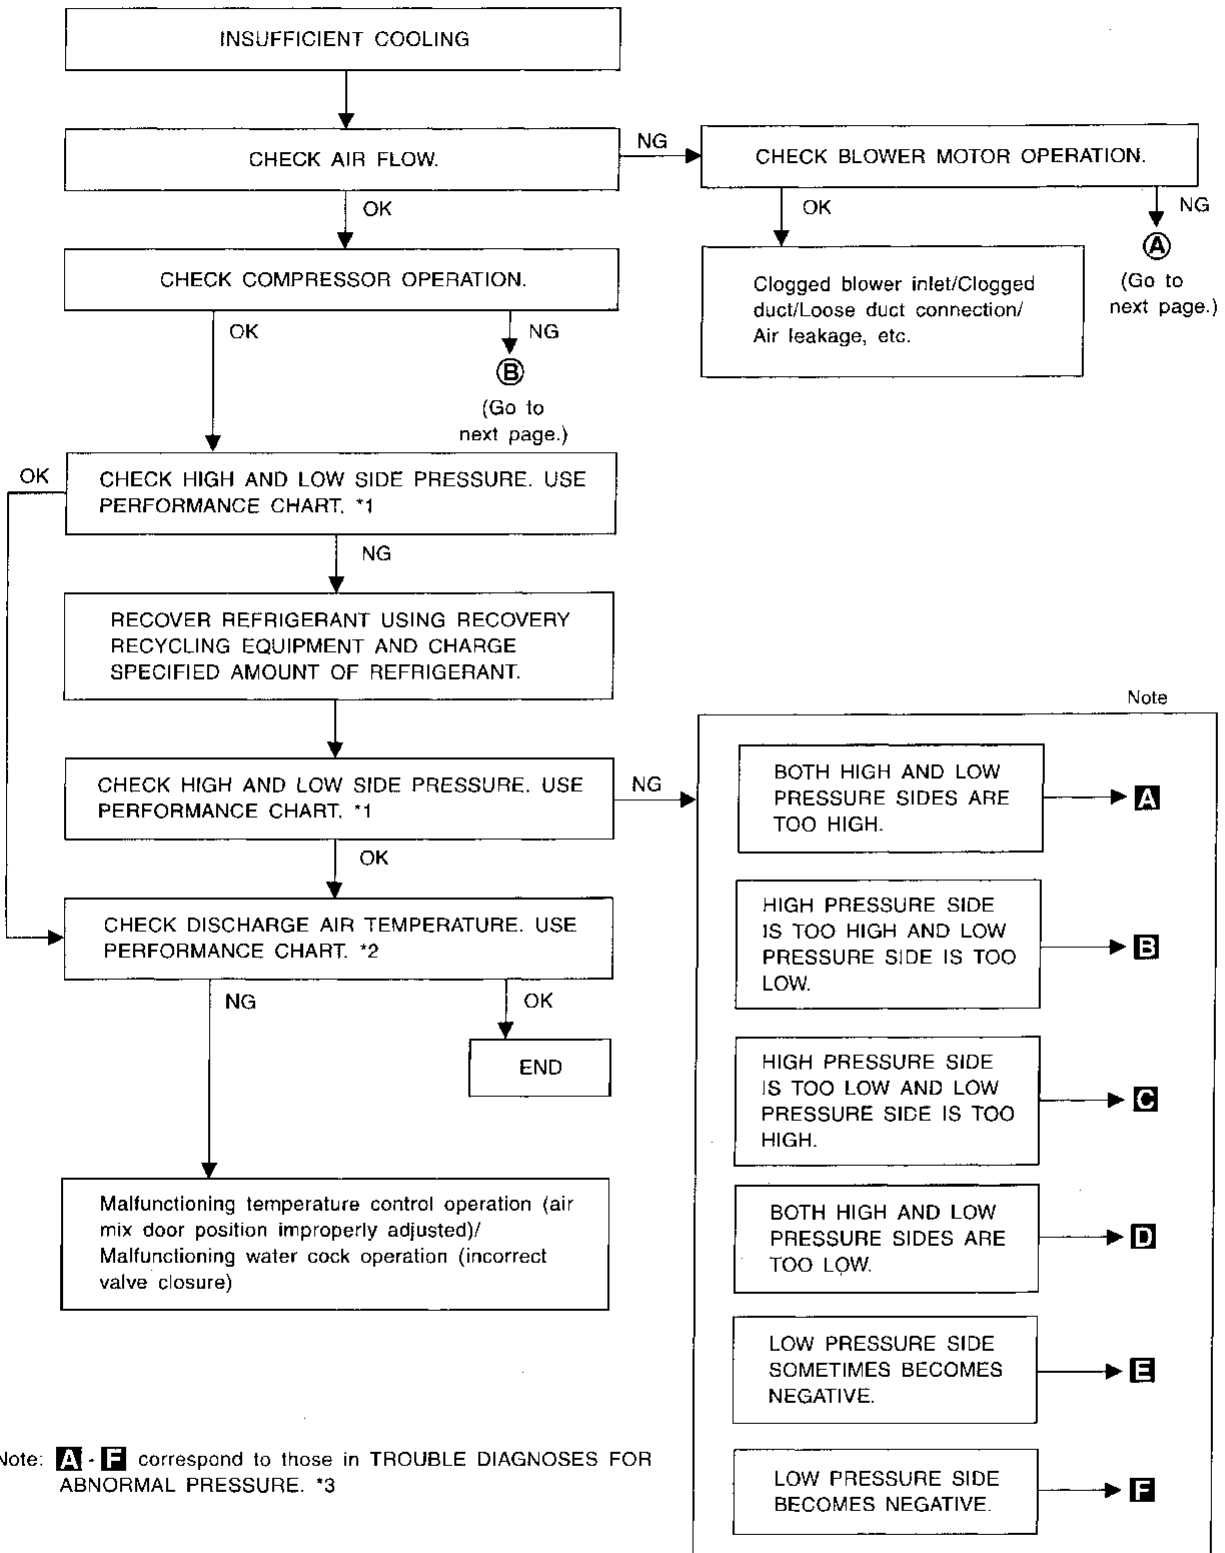 INSUFFICIENT COOLING
CHECK AIR FLOW.
NG
CHECK BLOWER MOTOR OPERATION.
OK
OK
NG
A
(Go to
next page.)
CHECK COMPRESSOR OPERATION.
Clogged blower inlet/Clogged
duct/Loose duct connection/
Air leakage, etc.
OK
NG
B
(Go to
next page.)
OK
CHECK HIGH AND LOW SIDE PRESSURE. USE
PERFORMANCE CHART. *1
NG
RECOVER REFRIGERANT USING RECOVERY
RECYCLING EQUIPMENT AND CHARGE
SPECIFIED AMOUNT OF REFRIGERANT.
CHECK HIGH AND LOW SIDE PRESSURE. USE
PERFORMANCE CHART. *1
NG
OK
CHECK DISCHARGE AIR TEMPERATURE. USE
PERFORMANCE CHART. *2
NG
OK
END
Malfunctioning temperature control operation (air
mix door position improperly adjusted)/
Malfunctioning water cock operation (incorrect
valve closure)
Note
BOTH HIGH AND LOW
PRESSURE SIDES ARE
TOO HIGH.
A
HIGH PRESSURE SIDE
IS TOO HIGH AND LOW
PRESSURE SIDE IS TOO
LOW.
B
HIGH PRESSURE SIDE
IS TOO LOW AND LOW
PRESSURE SIDE IS TOO
HIGH.
C
BOTH HIGH AND LOW
PRESSURE SIDES ARE
TOO LOW.
D
LOW PRESSURE SIDE
SOMETIMES BECOMES
NEGATIVE.
E
LOW PRESSURE SIDE
BECOMES NEGATIVE.
F
Note: A - F correspond to those in TROUBLE DIAGNOSES FOR
ABNORMAL PRESSURE. *3